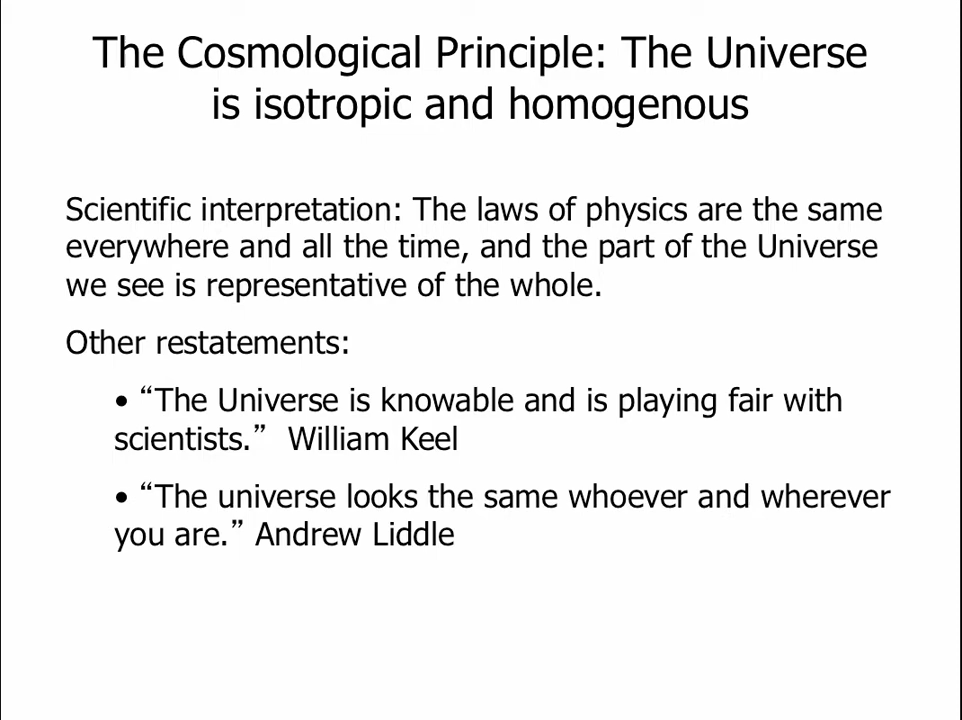 The Cosmological Principle: The Universe
is isotropic and homogenous
Scientific interpretation: The laws of physics are the same
everywhere and all the time, and the part of the Universe
we see is representative of the whole.
Other restatements:
• “The Universe is knowable and is playing fair with
scientists.” William Keel
• “The universe looks the same whoever and wherever
you are.” Andrew Liddle